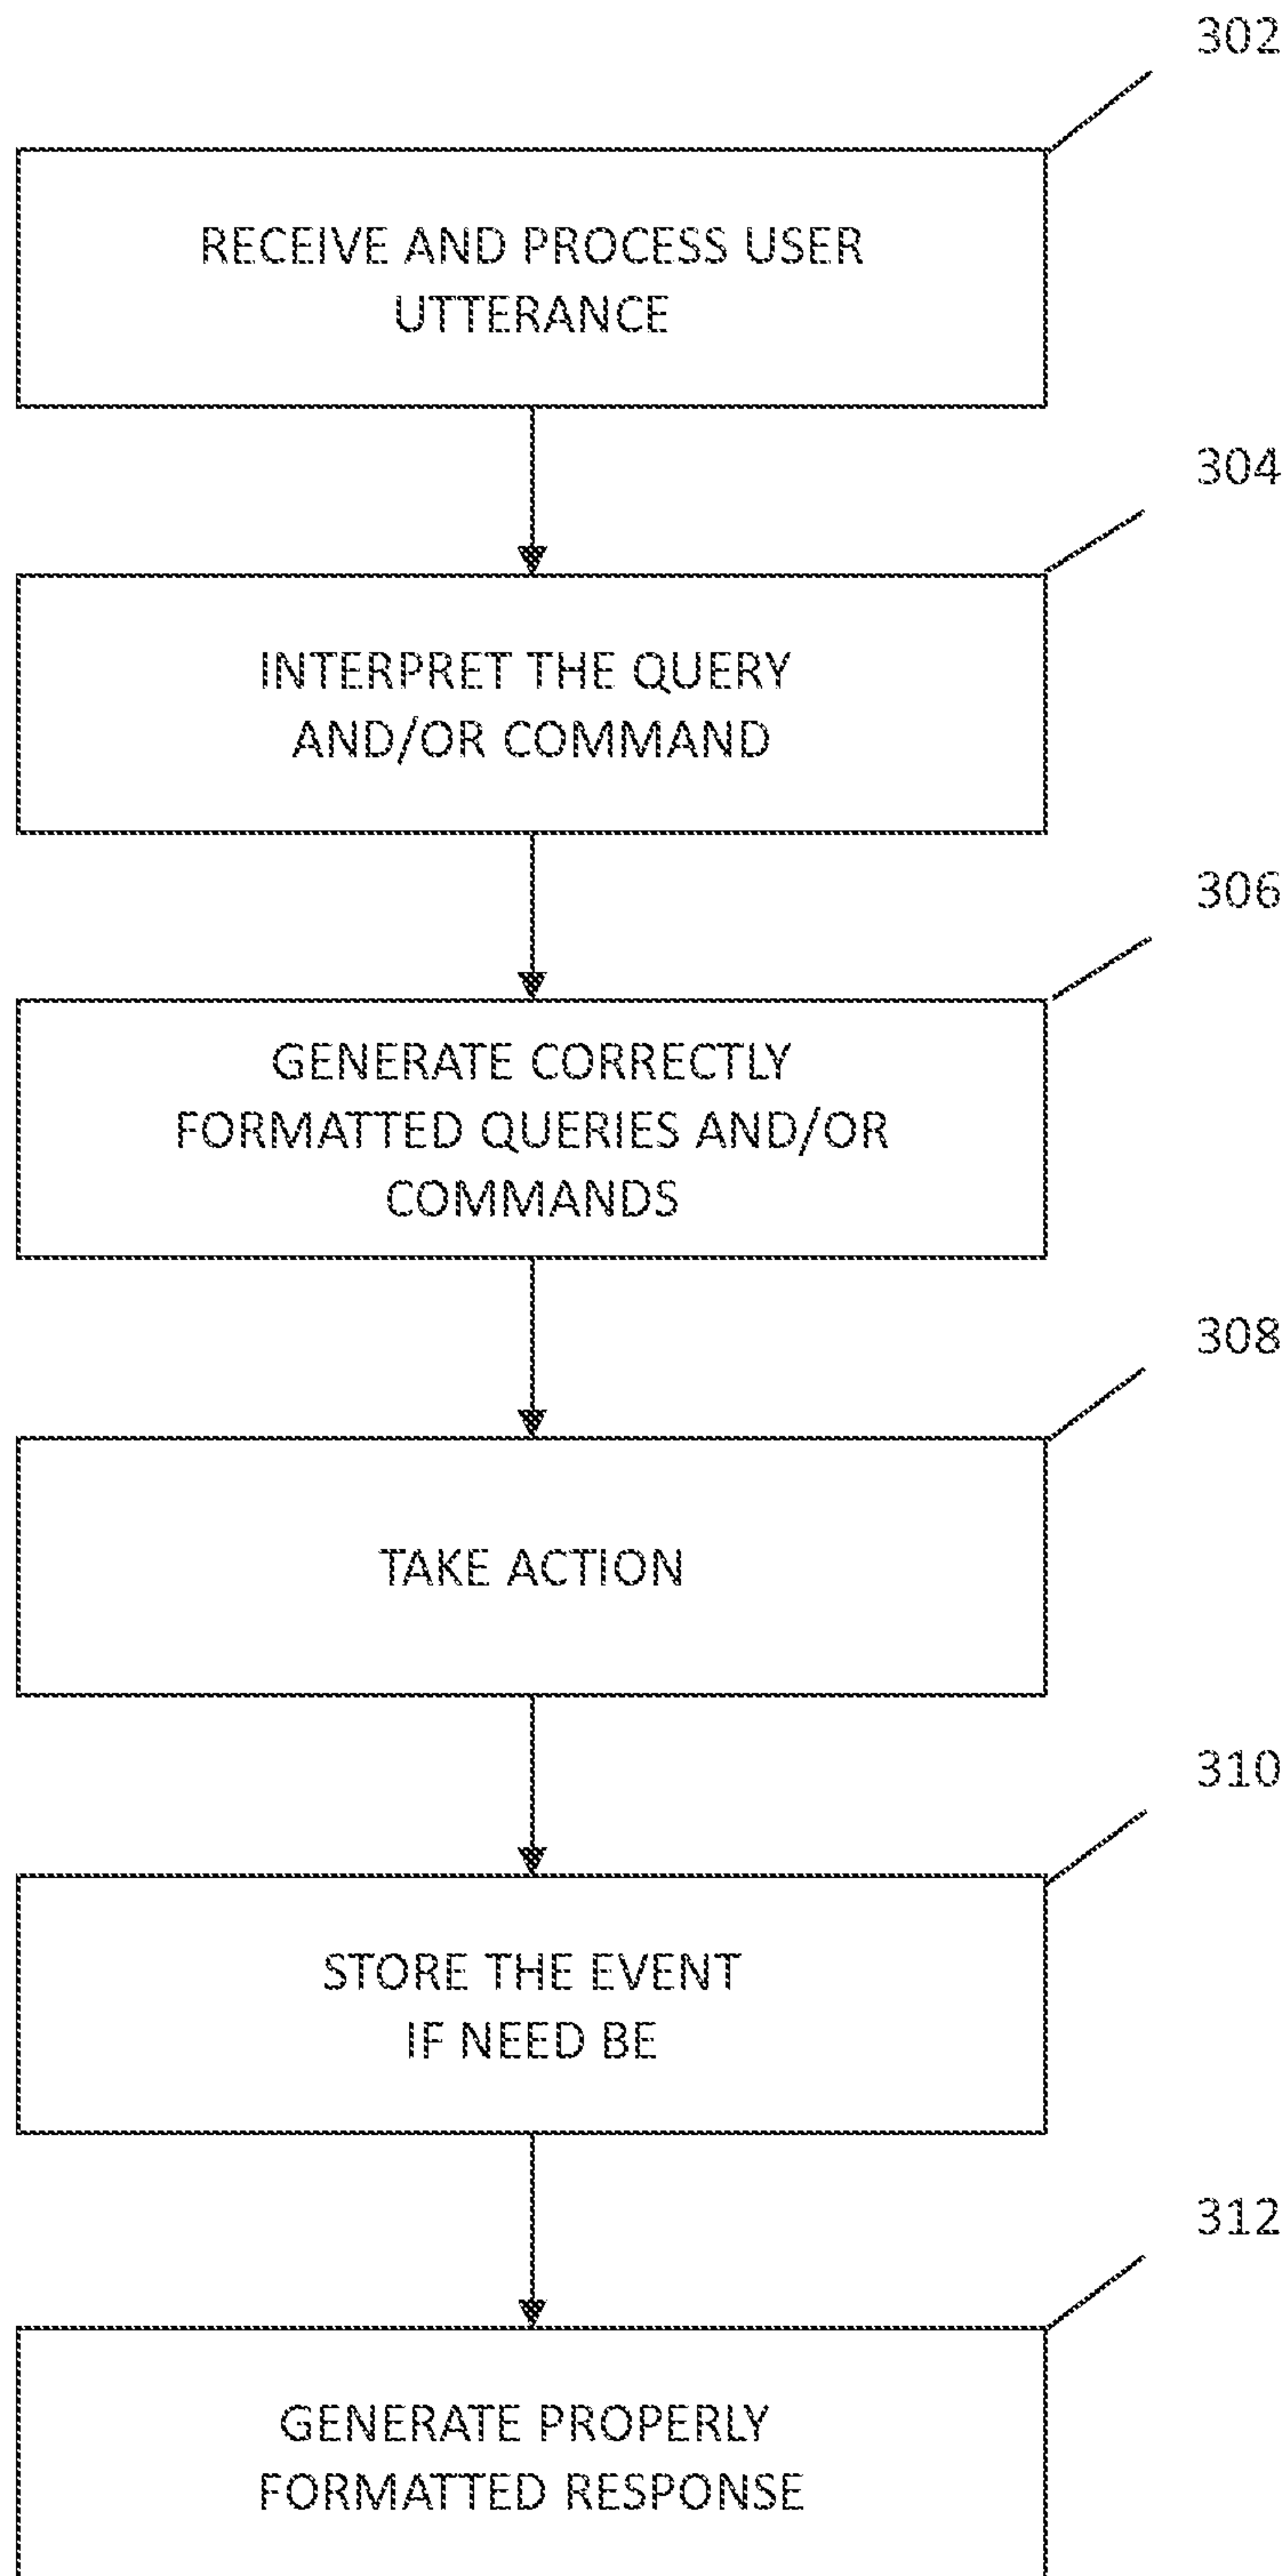 302
RECEIVE AND PROCESS USER
UTTERANCE
304
INTERPRET THE QUERY
AND/OR COMMAND
306
GENERATE CORRECTLY
FORMATTED QUERIES AND/OR
COMMANDS
308
TAKE ACTION
310
STORE THE EVENT
IF NEED BE
312
GENERATE PROPERLY
FORMATTED RESPONSE